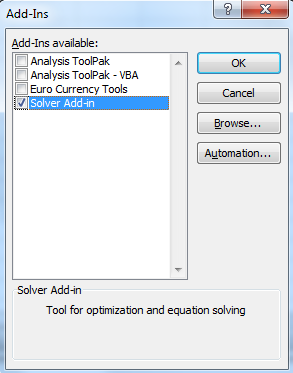 Add-Ins
?
Add-Ins available:
Analysis ToolPak
Analysis ToolPak - VBA
Euro Currency Tools
Solver Add-in
OK
Cancel
Browse...
Automation...
Solver Add-in
Tool for optimization and equation solving